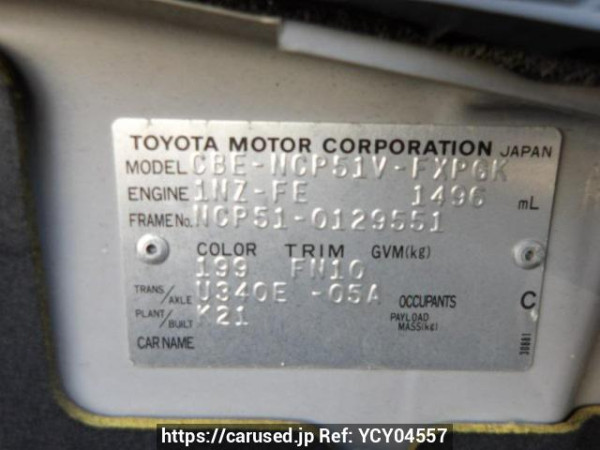 TOYOTA MOTOR CORPORATION JAPAN
MODEL CBE-NCP51V-FXPGK
ENGINE 1NZ-FE 1496 mL
FRAME No. NCP51-0129551
COLOR TRIM GVM(kg)
199 FN10
TRANS/AXLE U340E -05A OCCUPANTS C
PLANT/BUILT K21 PAYLOAD MASS(kg)
CAR NAME
30881
https://carused.jp Ref: YCY04557